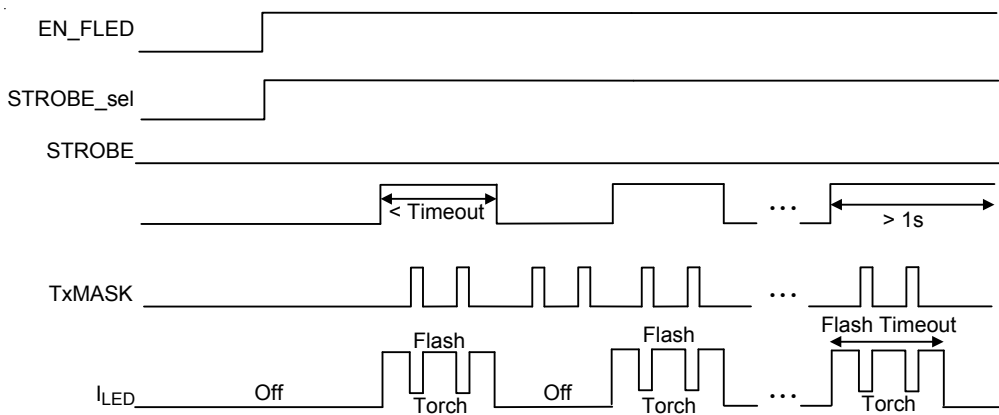 EN_FLED
STROBE_sel
STROBE
< Timeout
...
> 1s
TxMASK
...
Flash
Flash
Flash Timeout
ILED
Off
Torch
Off
Torch
...
Torch